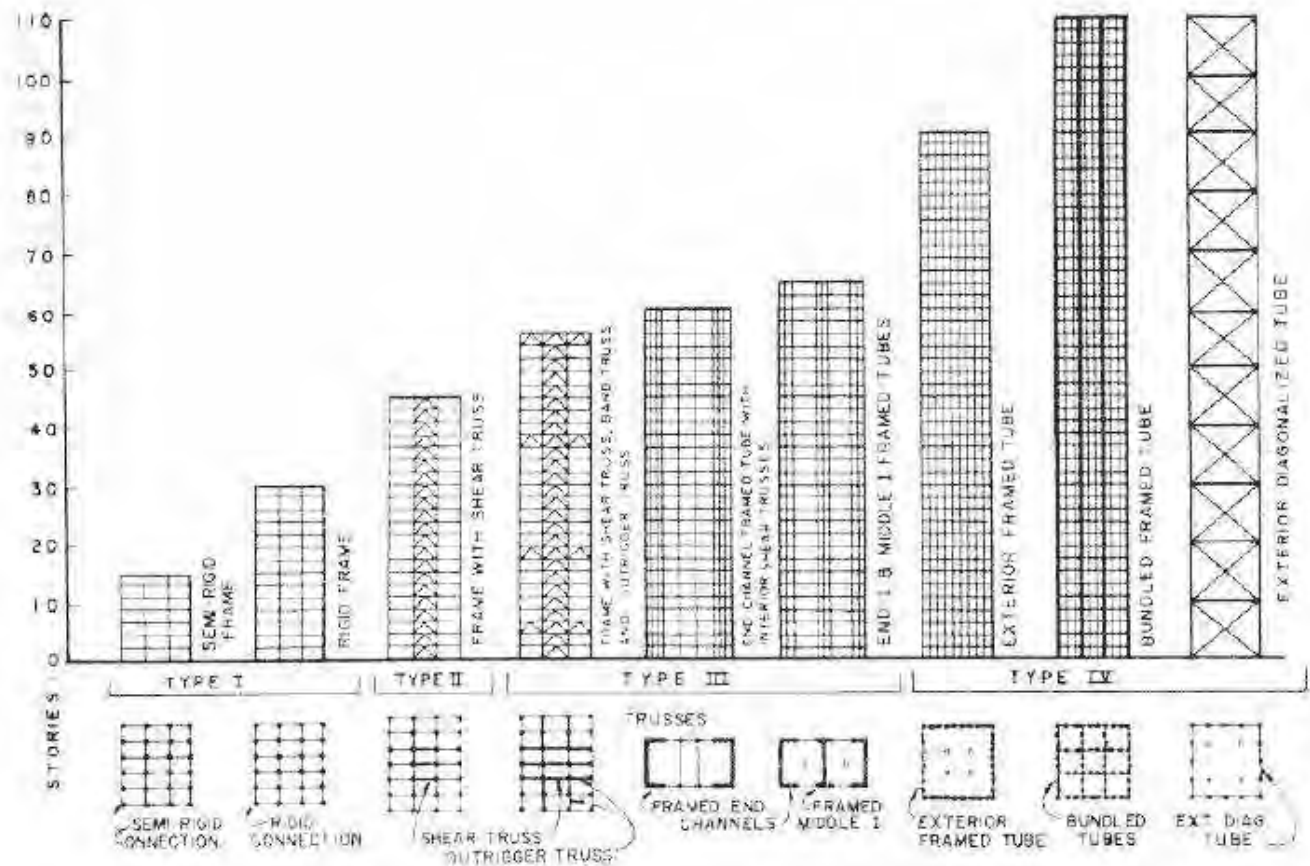 110
100
90
80
70
60
50
40
30
20
10
0
STORIES
SEMI-RIGID
FRAME
RIGID FRAME
FRAME WITH SHEAR TRUSS
FRAME WITH SHEAR TRUSS, BAND TRUSS
AND OUTRIGGER TRUSS
END CHANNEL FRAMED TUBE WITH
INTERIOR SHEAR TRUSSES
END I & MIDDLE I FRAMED TUBES
EXTERIOR FRAMED TUBE
BUNDLED FRAMED TUBE
EXTERIOR DIAGONALIZED TUBE
TYPE I
TYPE II
TYPE III
TYPE IV
TRUSSES
SEMI-RIGID
CONNECTION
RIGID
CONNECTION
SHEAR TRUSS
OUTRIGGER TRUSS
FRAMED END
CHANNELS
FRAMED
MIDDLE I
EXTERIOR
FRAMED TUBE
BUNDLED
TUBES
EXT. DIAG.
TUBE